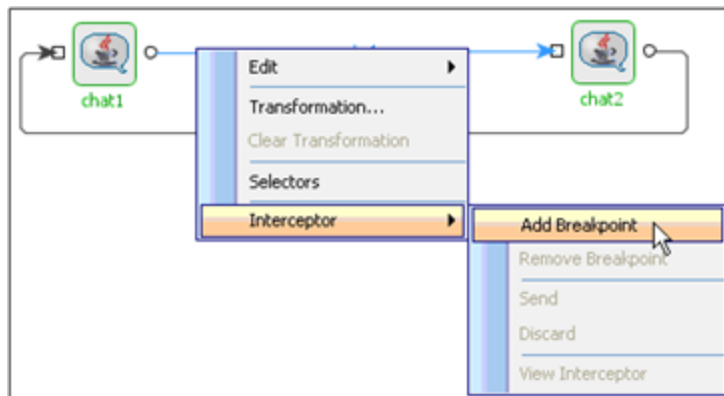 chat1
chat2
Edit
Transformation...
Clear Transformation
Selectors
Interceptor
Add Breakpoint
Remove Breakpoint
Send
Discard
View Interceptor